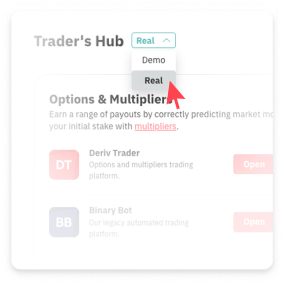 Trader's Hub
Real
Demo
Real
Options & Multipliers
Earn a range of payouts by correctly predicting market mo
your initial stake with multipliers.
DT
Deriv Trader
Options and multipliers trading
platform.
Open
BB
Binary Bot
Our legacy automated trading
platform.
Open